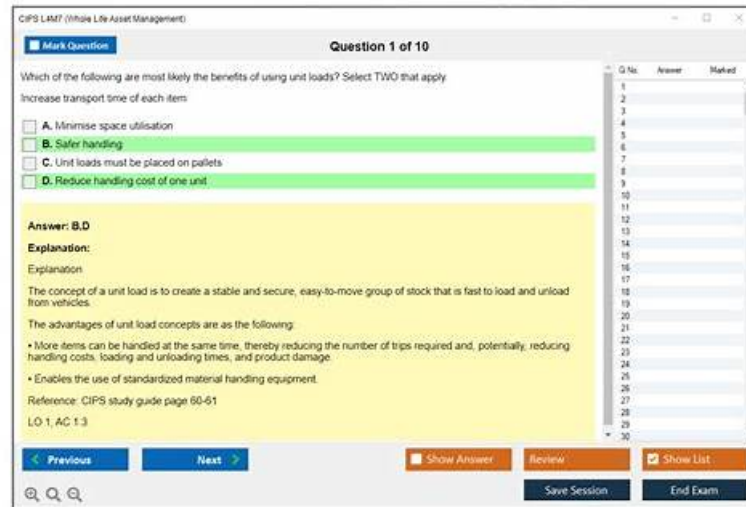 CIPS L4M7 (Whole Life Asset Management)
Mark Question
Question 1 of 10
Which of the following are most likely the benefits of using unit loads? Select TWO that apply
Increase transport time of each item
A. Minimise space utilisation
B. Safer handling
C. Unit loads must be placed on pallets
D. Reduce handling cost of one unit
Answer: B,D
Explanation:
Explanation
The concept of a unit load is to create a stable and secure, easy-to-move group of stock that is fast to load and unload
from vehicles.
The advantages of unit load concepts are as the following:
• More items can be handled at the same time, thereby reducing the number of trips required and, potentially, reducing
handling costs, loading and unloading times, and product damage.
• Enables the use of standardized material handling equipment.
Reference: CIPS study guide page 60-61
LO 1, AC 1.3
Q.No. Answer Marked
1
2
3
4
5
6
7
8
9
10
11
12
13
14
15
16
17
18
19
20
21
22
23
24
25
26
27
28
29
30
Previous
Next
Show Answer
Review
Show List
Save Session
End Exam